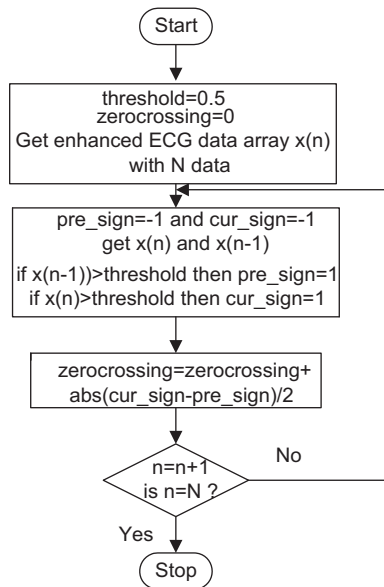 Start
threshold=0.5
zerocrossing=0
Get enhanced ECG data array x(n)
with N data
pre_sign=-1 and cur_sign=-1
get x(n) and x(n-1)
if x(n-1))>threshold then pre_sign=1
if x(n)>threshold then cur_sign=1
zerocrossing=zerocrossing+
abs(cur_sign-pre_sign)/2
n=n+1
is n=N ?
No
Yes
Stop